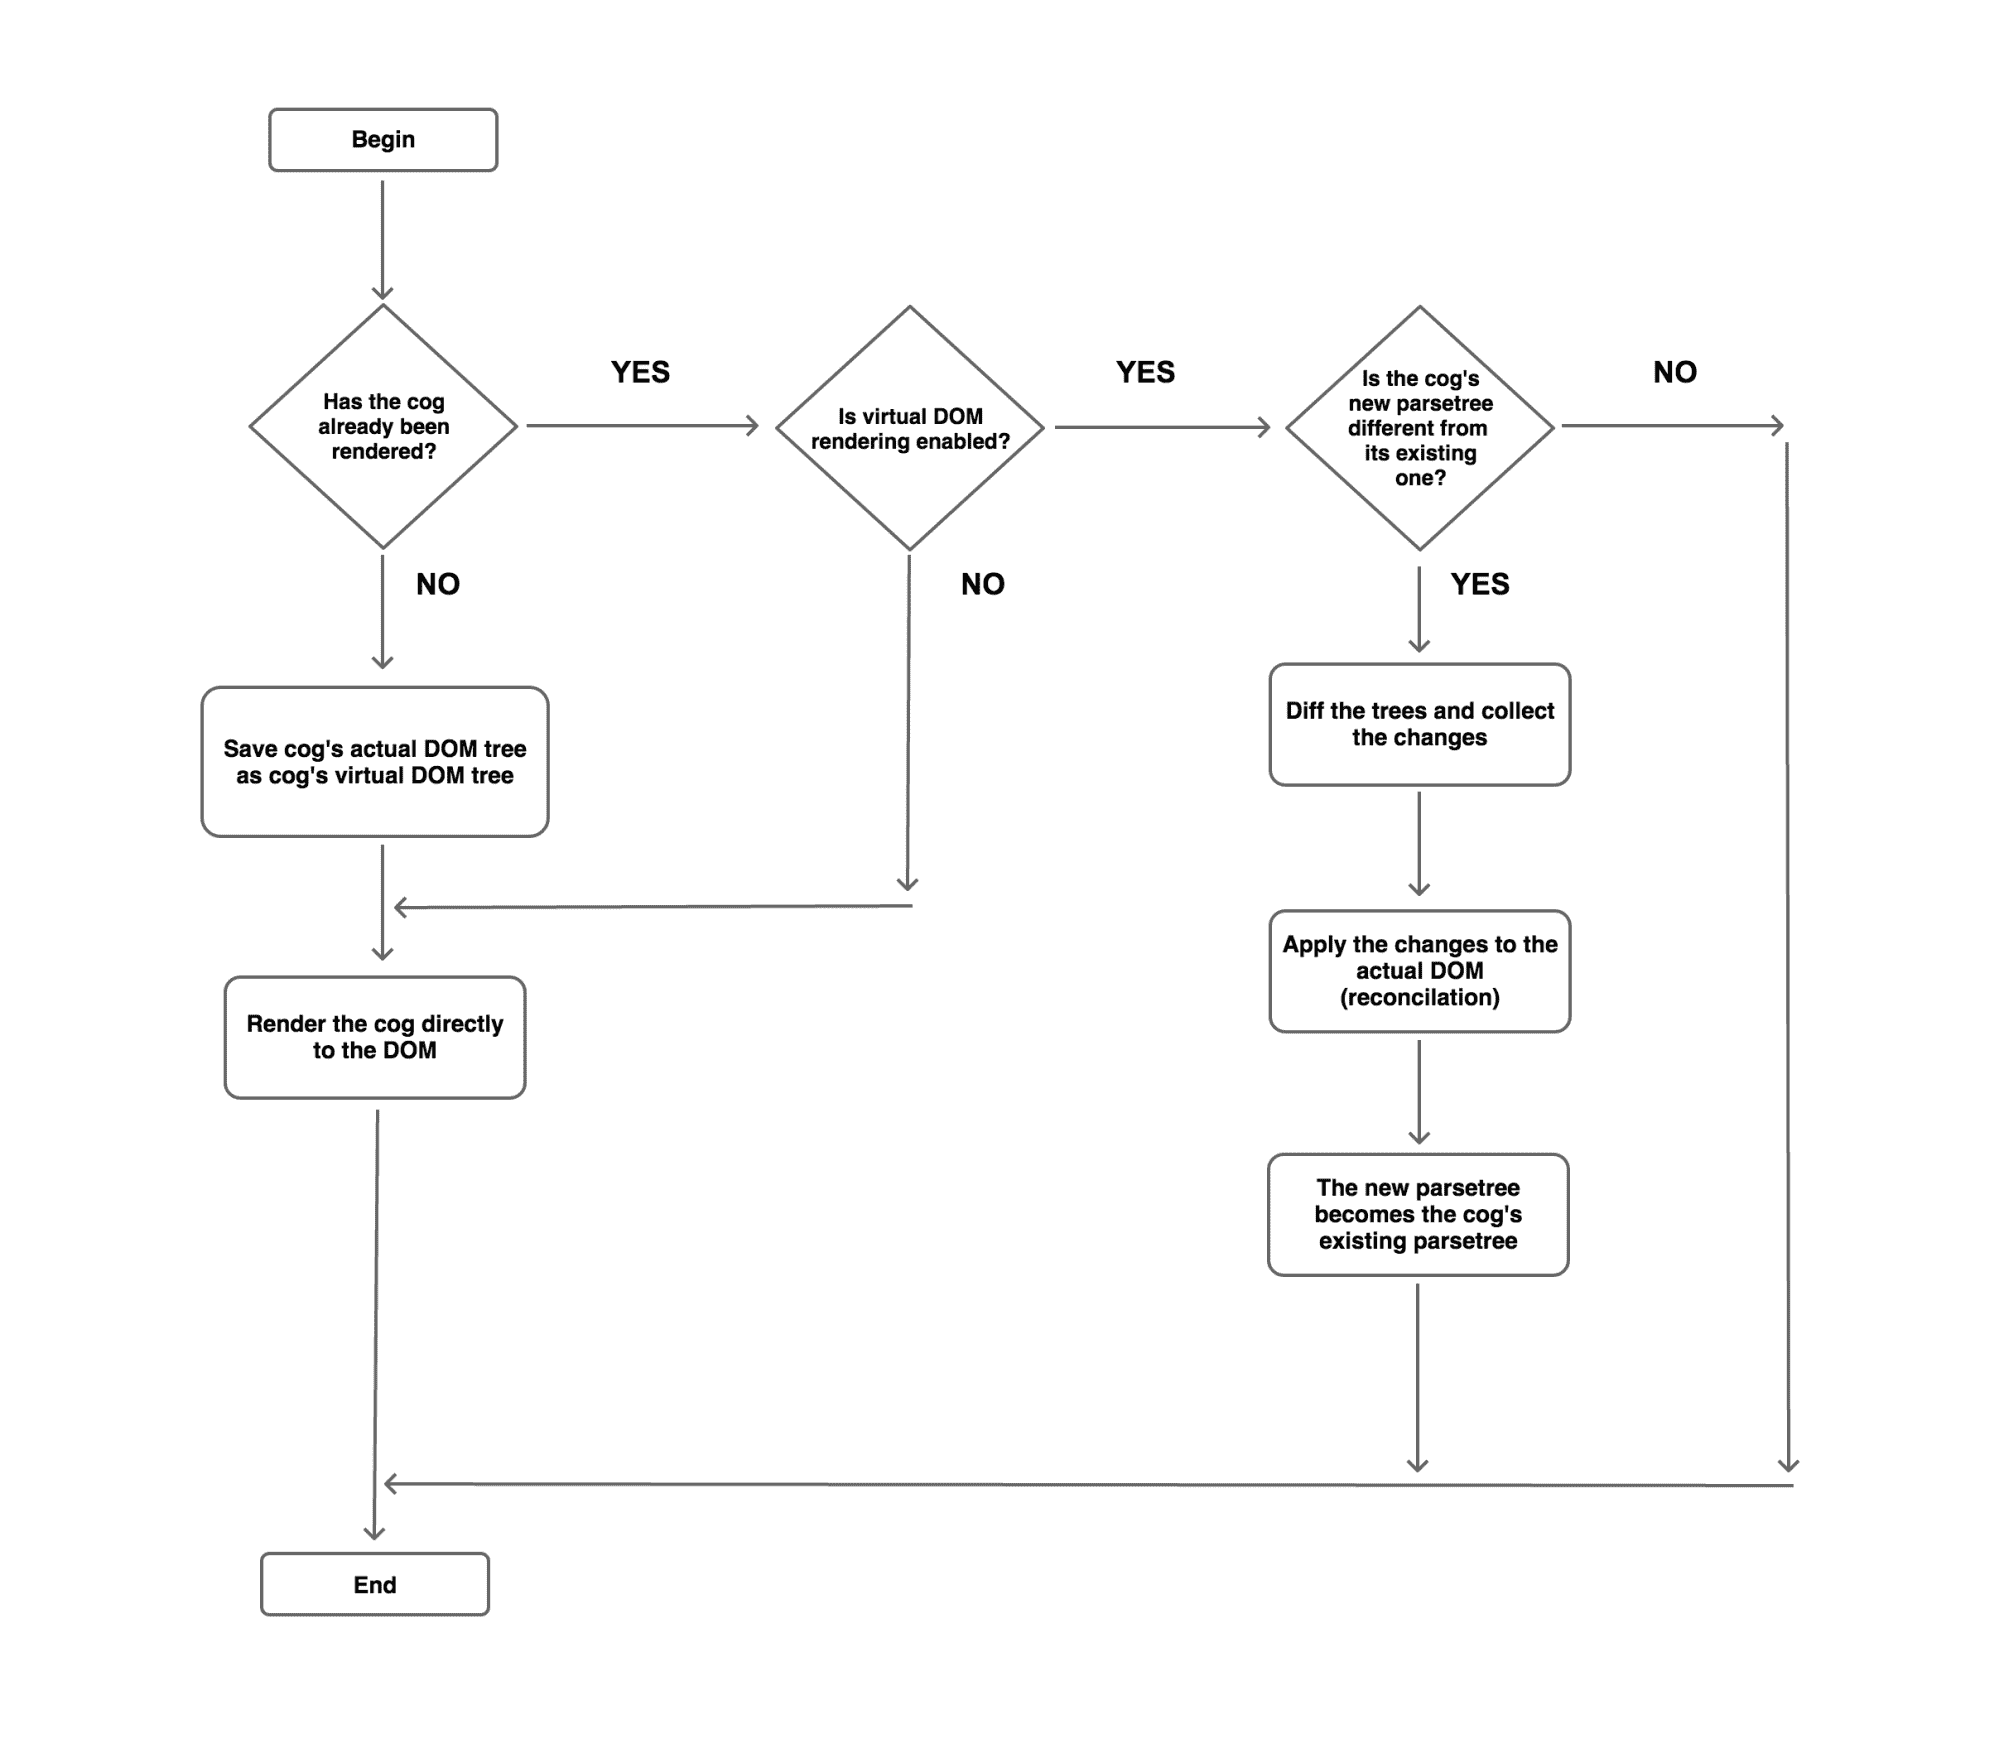 Begin
Has the cog
already been
rendered?
YES
Is virtual DOM
rendering enabled?
YES
Is the cog's
new parsetree
different from
its existing
one?
NO
NO
NO
YES
Save cog's actual DOM tree
as cog's virtual DOM tree
Diff the trees and collect
the changes
Render the cog directly
to the DOM
Apply the changes to the
actual DOM
(reconcilation)
The new parsetree
becomes the cog's
existing parsetree
End